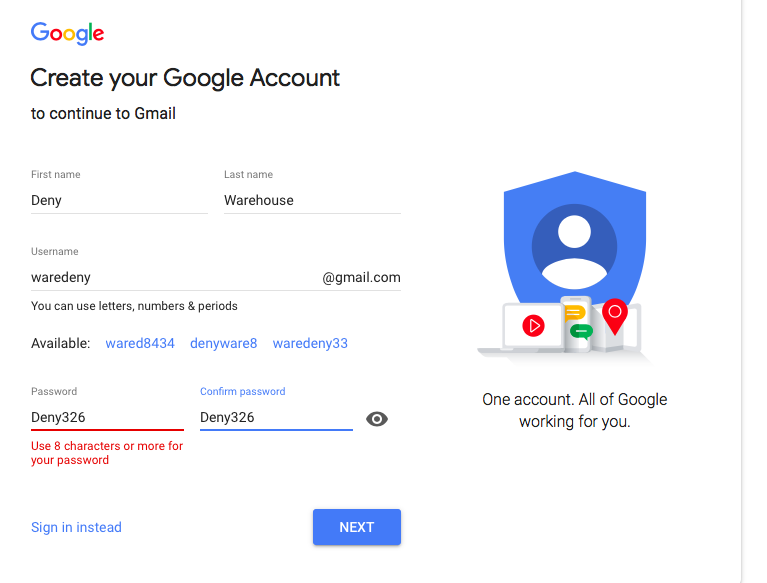 Google
Create your Google Account
to continue to Gmail
First name
Last name
Deny
Warehouse
Username
waredeny
@gmail.com
You can use letters, numbers & periods
Available: wared8434 denyware8 waredeny33
Password
Confirm password
Deny326
Deny326
Use 8 characters or more for
your password
Sign in instead
NEXT
One account. All of Google
working for you.